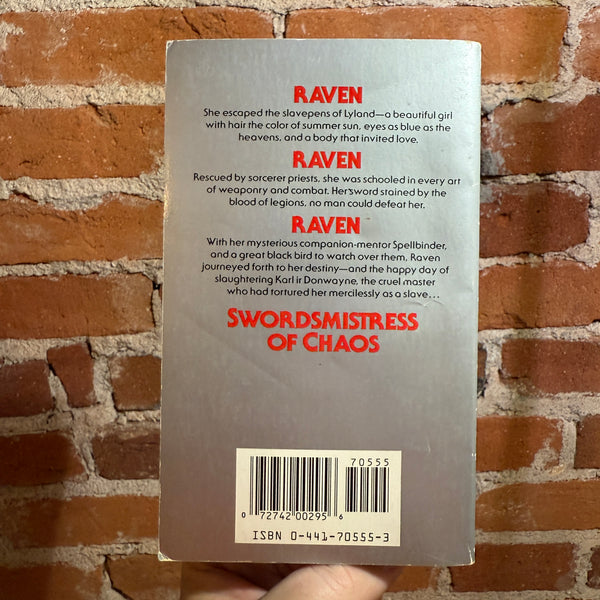 RAVEN
She escaped the slavepens of Lyland—a beautiful girl
with hair the color of summer sun, eyes as blue as the
heavens, and a body that invited love.
RAVEN
Rescued by sorcerer priests, she was schooled in every art
of weaponry and combat. Her sword stained by the
blood of legions, no man could defeat her.
RAVEN
With her mysterious companion-mentor Spellbinder,
and a great black bird to watch over them, Raven
journeyed forth to her destiny—and the happy day of
slaughtering Karl ir Donwayne, the cruel master
who had tortured her mercilessly as a slave...
SWORDSMISTRESS
OF CHAOS
70555
0 72742 00295 6
ISBN 0-441-70555-3